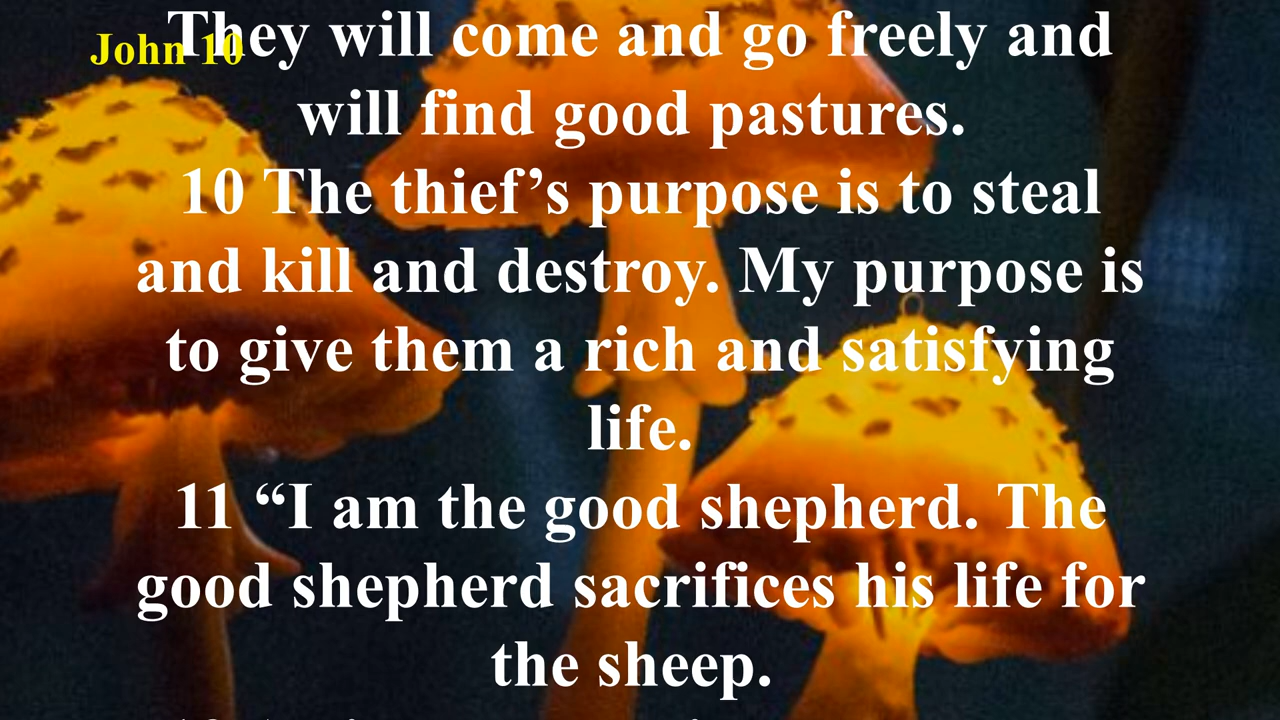 John 10
They will come and go freely and
will find good pastures.
10 The thief’s purpose is to steal
and kill and destroy. My purpose is
to give them a rich and satisfying
life.
11 “I am the good shepherd. The
good shepherd sacrifices his life for
the sheep.